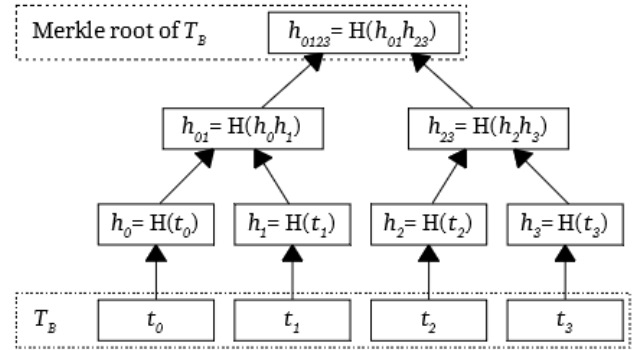 Merkle root of T_B h_0123= H(h_01h_23)
h_01= H(h_0h_1) h_23= H(h_2h_3)
h_0= H(t_0) h_1= H(t_1) h_2= H(t_2) h_3= H(t_3)
T_B t_0 t_1 t_2 t_3